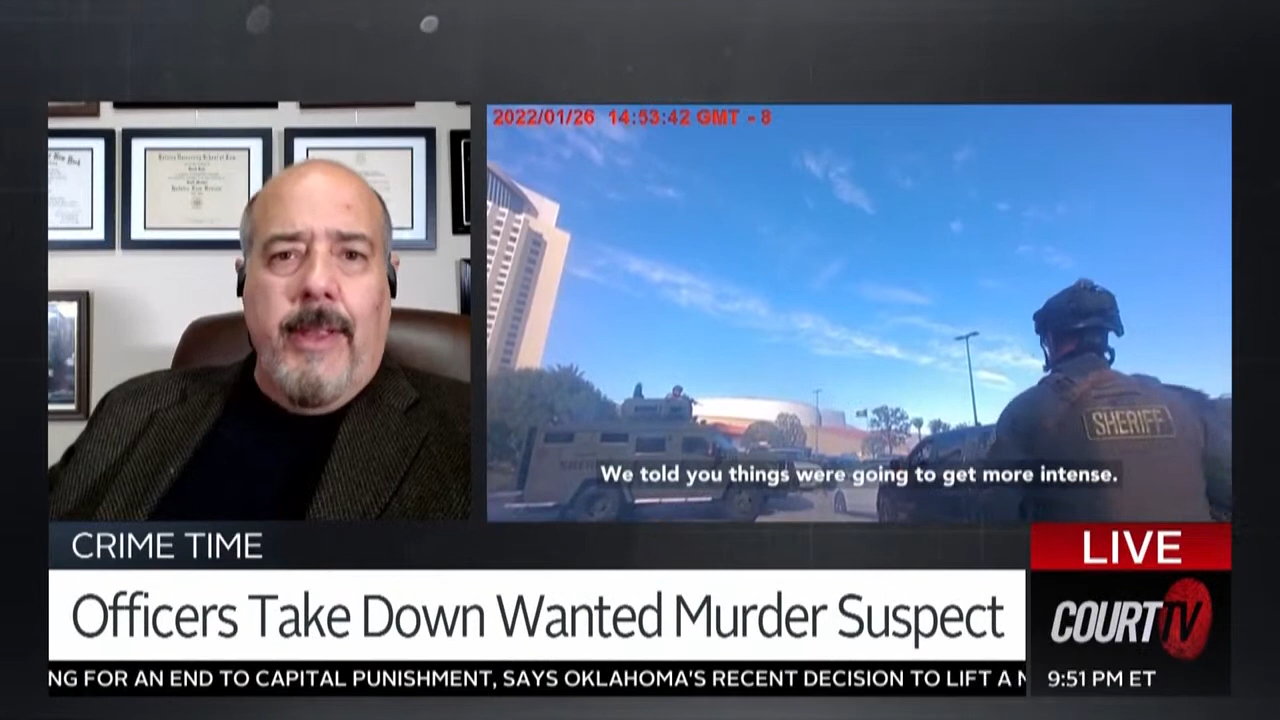 2022/01/26 14:53:42 GMT - 8
SHERIFF
We told you things were going to get more intense.
CRIME TIME
LIVE
Officers Take Down Wanted Murder Suspect
COURT TV
NG FOR AN END TO CAPITAL PUNISHMENT, SAYS OKLAHOMA'S RECENT DECISION TO LIFT A
9:51 PM ET